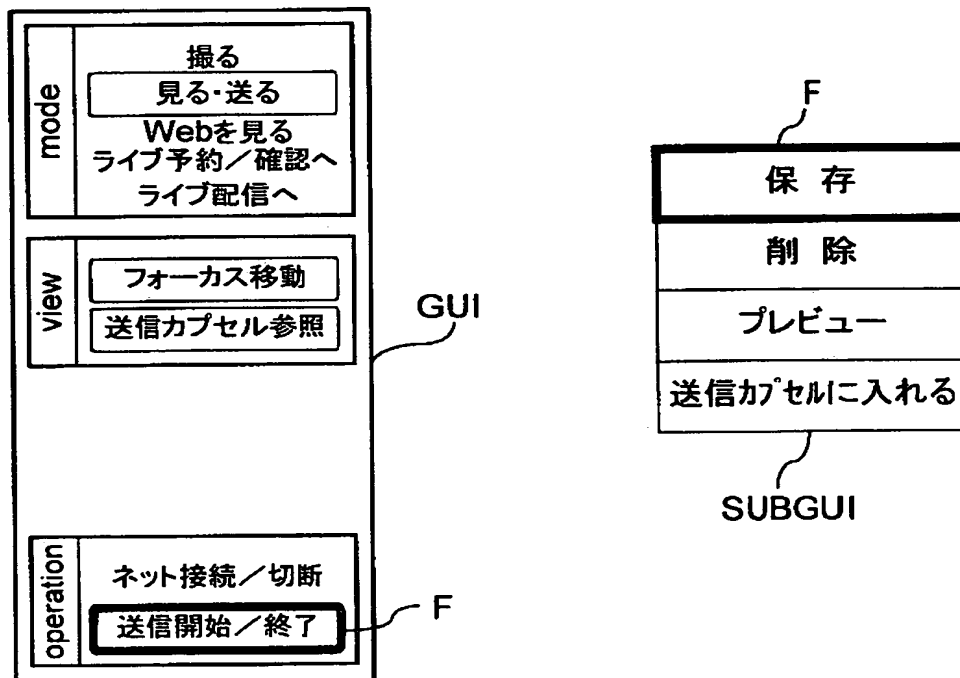 mode
撮る
見る・送る
Webを見る
ライブ予約／確認へ
ライブ配信へ
view
フォーカス移動
送信カプセル参照
GUI
operation
ネット接続／切断
送信開始／終了
F
F
保 存
削 除
プレビュー
送信ｶﾌﾟｾﾙに入れる
SUBGUI